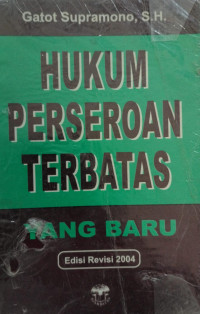 Gatot Supramono, S.H.
HUKUM
PERSEROAN
TERBATAS
YANG BARU
Edisi Revisi 2004